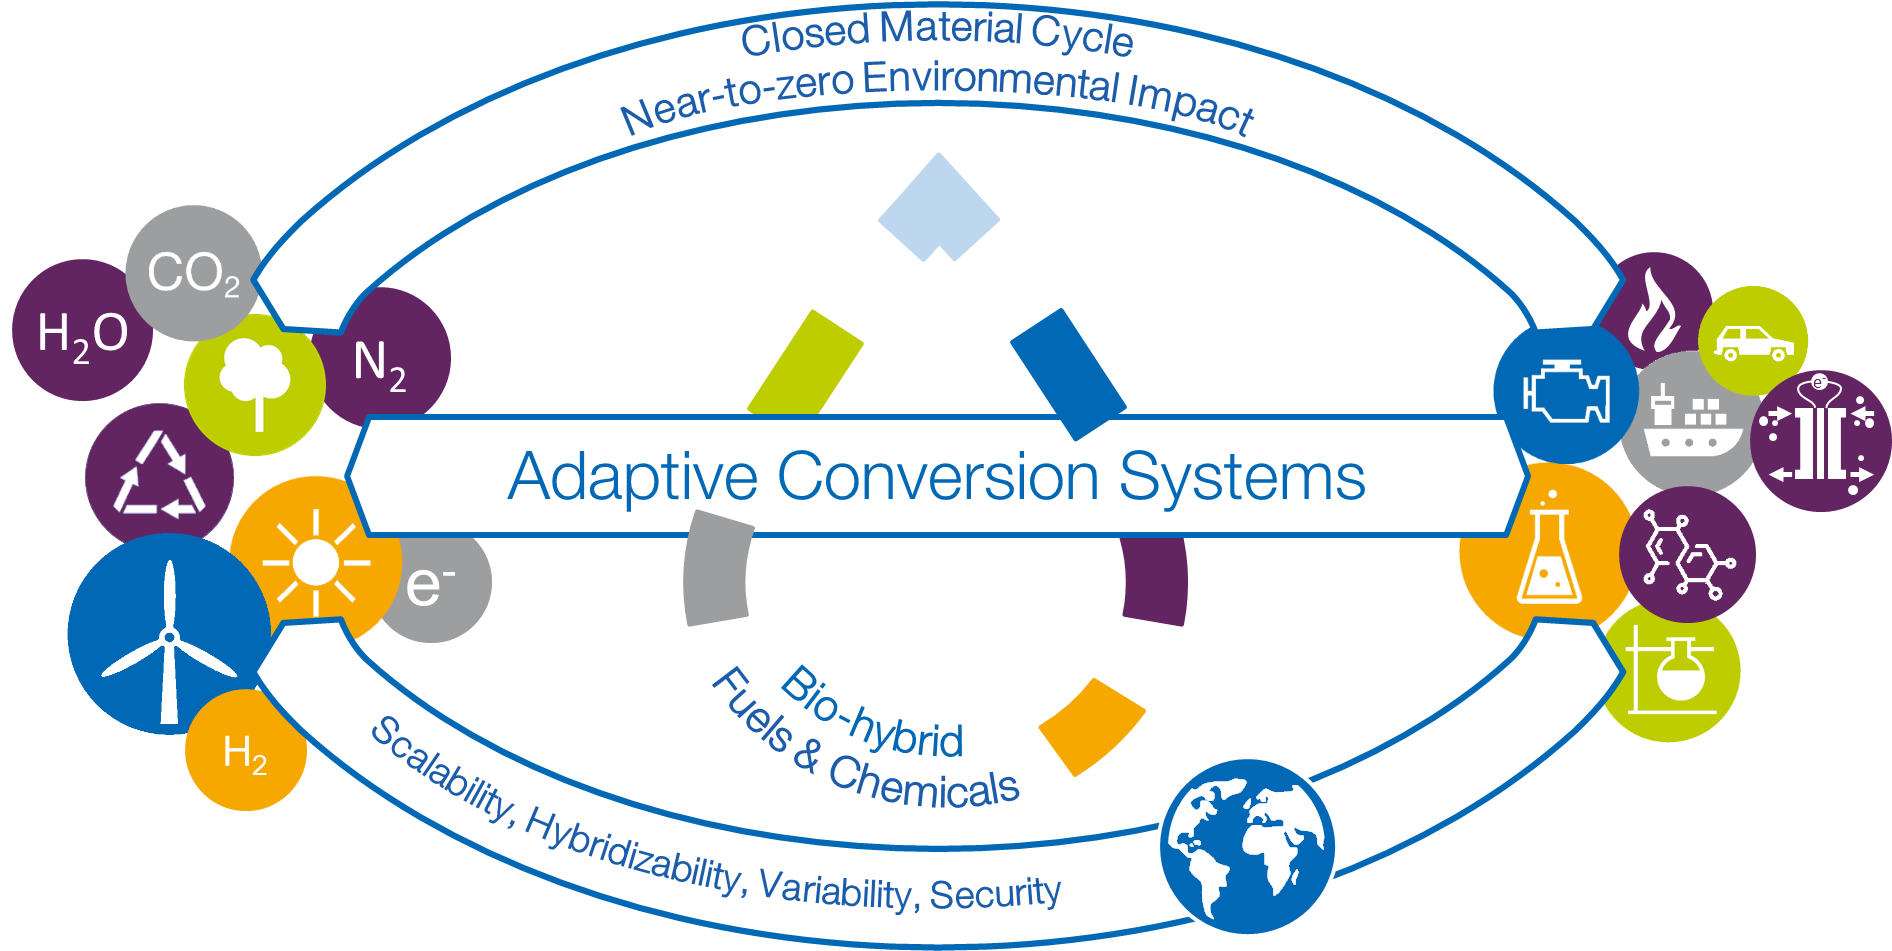 Closed Material Cycle
Near-to-zero Environmental Impact
CO₂
H₂O
N₂
e⁻
Adaptive Conversion Systems
e⁻
H₂
Bio-hybrid
Fuels & Chemicals
Scalability, Hybridizability, Variability, Security